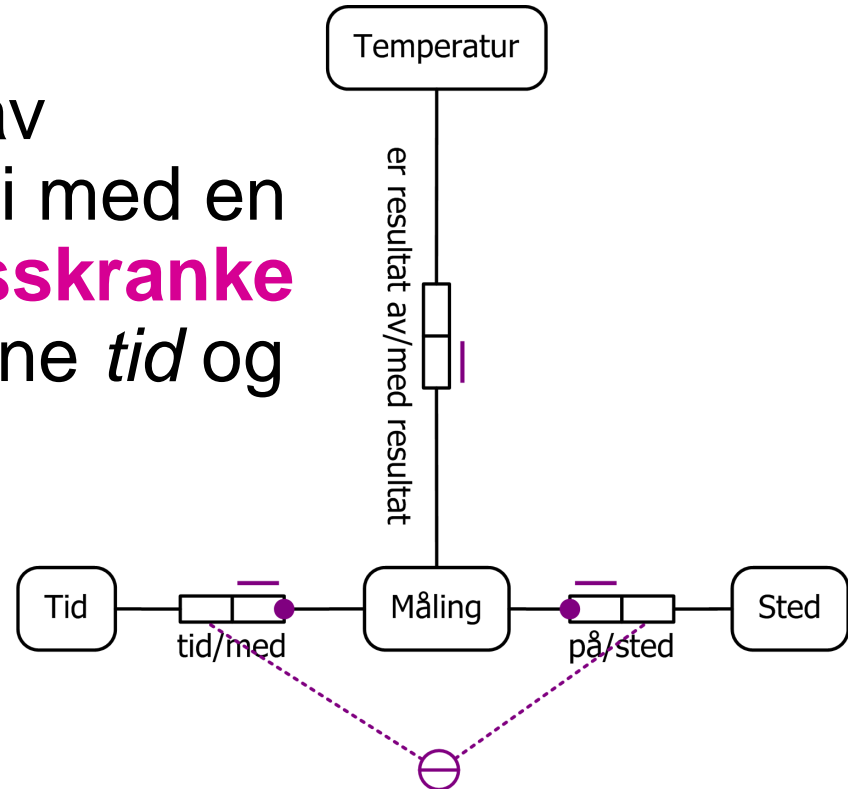 av
i med en
sskranke
ne tid og
Temperatur
er resultat av/med resultat
Tid
tid/med
Måling
på/sted
Sted